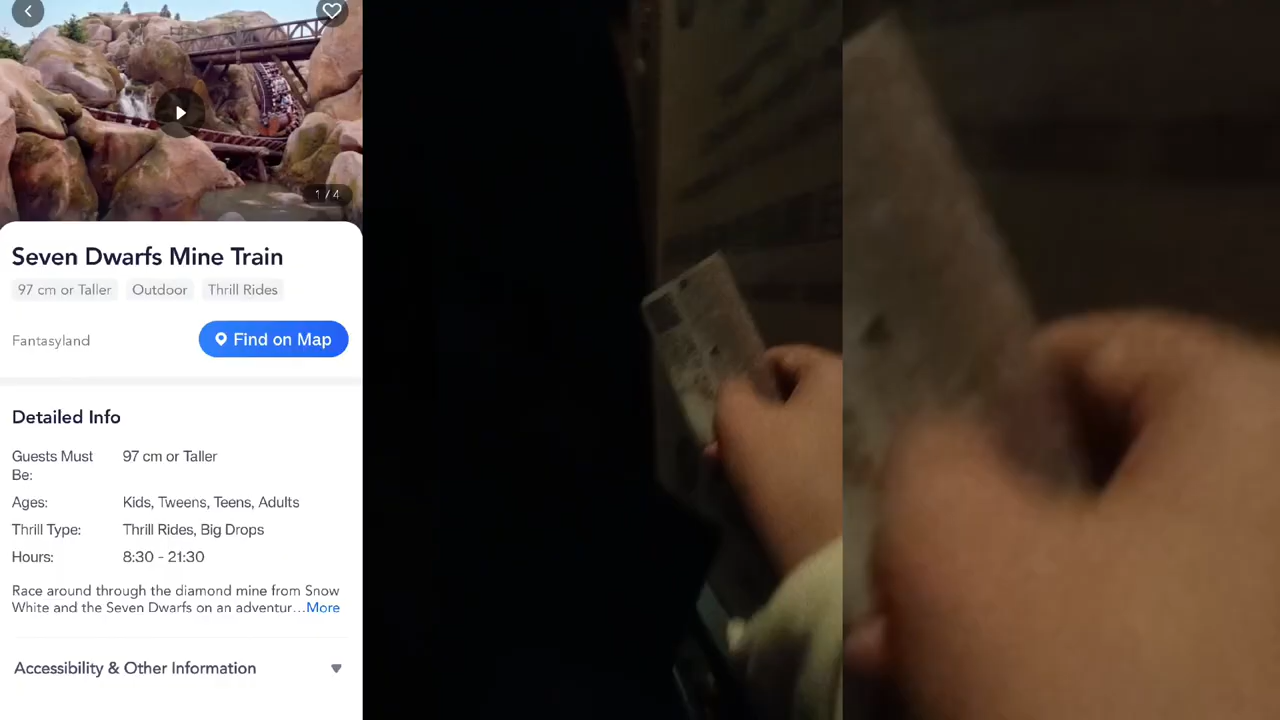 1 / 4
Seven Dwarfs Mine Train
97 cm or Taller Outdoor Thrill Rides
Fantasyland Find on Map
Detailed Info
Guests Must Be: 97 cm or Taller
Ages: Kids, Tweens, Teens, Adults
Thrill Type: Thrill Rides, Big Drops
Hours: 8:30 - 21:30
Race around through the diamond mine from Snow
White and the Seven Dwarfs on an adventur...More
Accessibility & Other Information